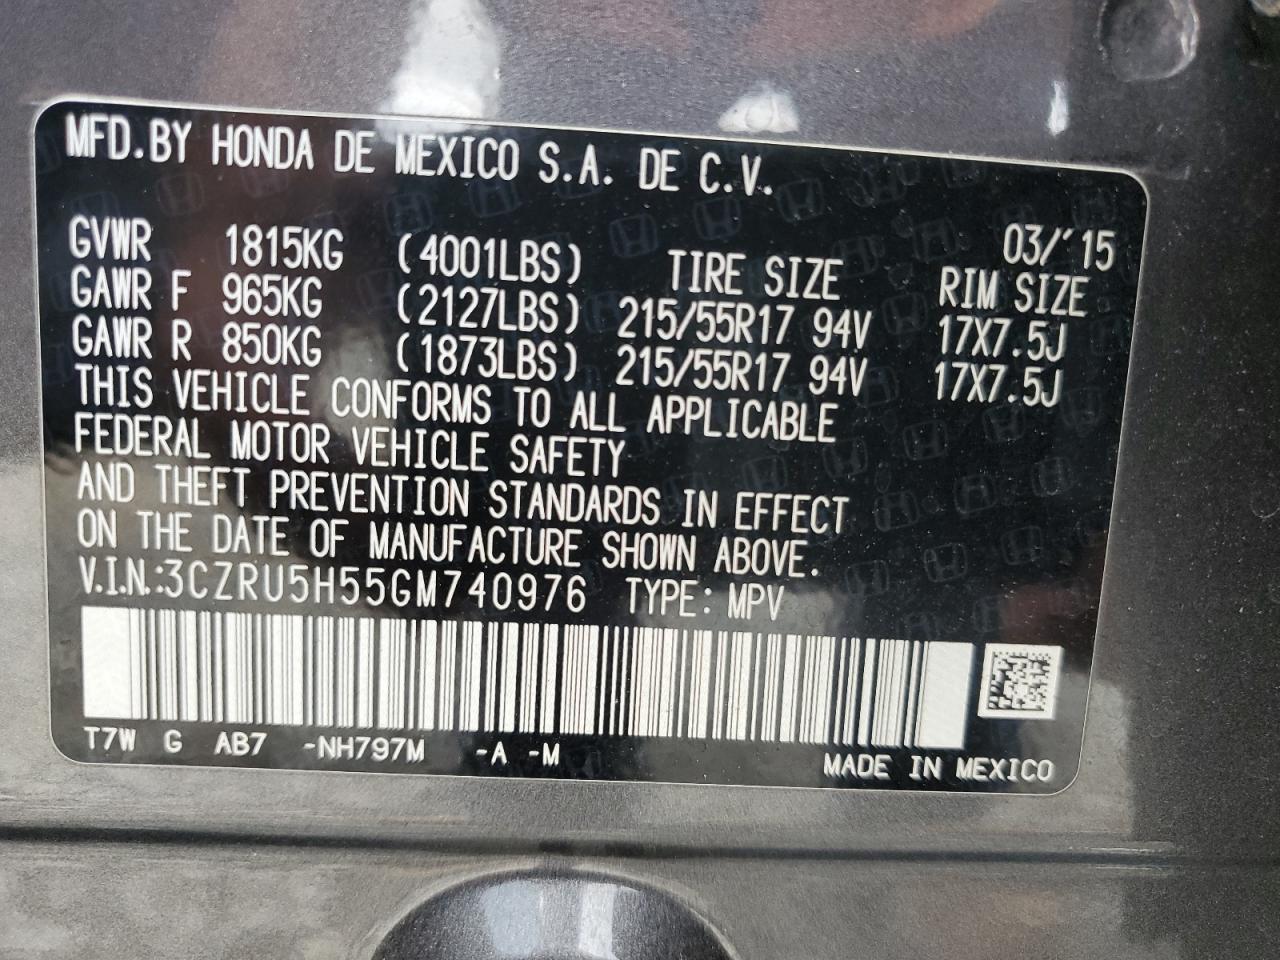 MFD.BY HONDA DE MEXICO S.A. DE C.V.
03/'15
GVWR 1815KG (4001LBS) TIRE SIZE RIM SIZE
GAWR F 965KG (2127LBS) 215/55R17 94V 17X7.5J
GAWR R 850KG (1873LBS) 215/55R17 94V 17X7.5J
THIS VEHICLE CONFORMS TO ALL APPLICABLE
FEDERAL MOTOR VEHICLE SAFETY
AND THEFT PREVENTION STANDARDS IN EFFECT
ON THE DATE OF MANUFACTURE SHOWN ABOVE.
V.I.N.:3CZRU5H55GM740976 TYPE: MPV
T7W G AB7 -NH797M -A -M
MADE IN MEXICO